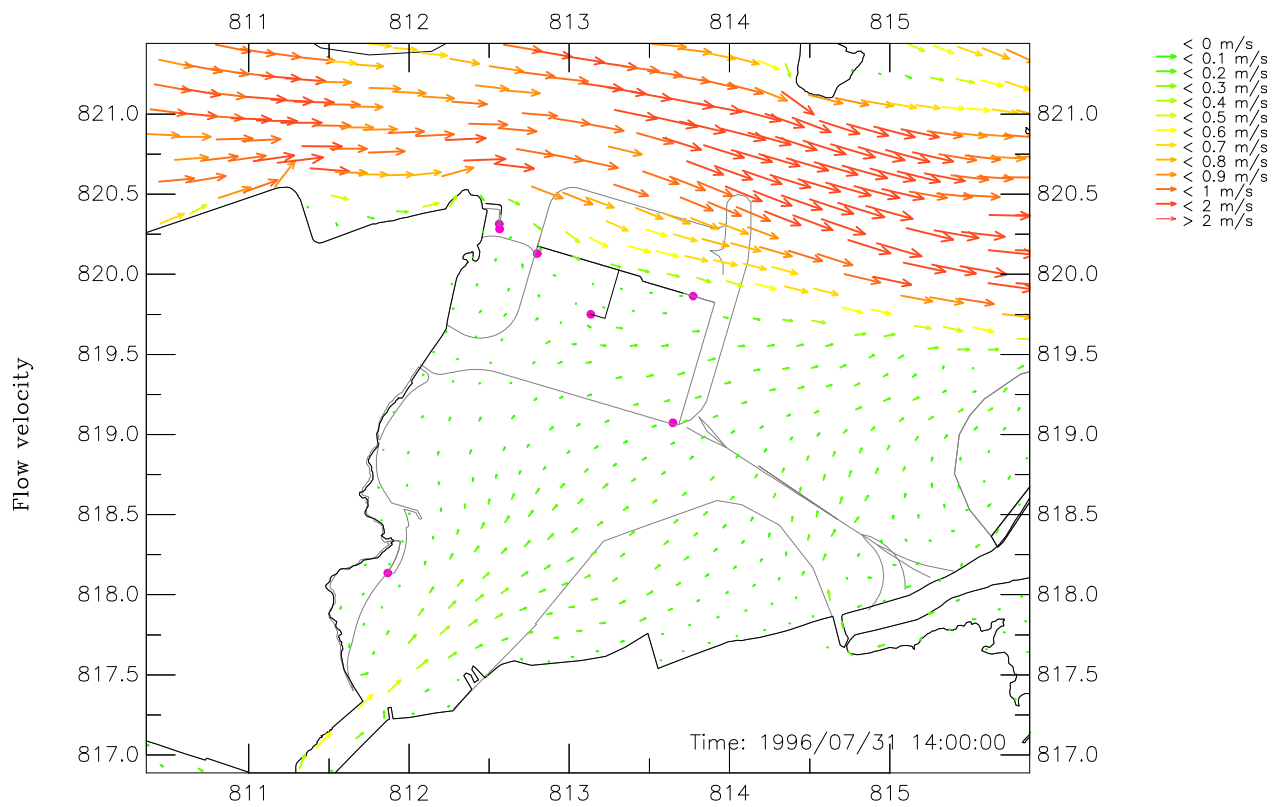 811 812 813 814 815
< 0 m/s
< 0.1 m/s
< 0.2 m/s
< 0.3 m/s
< 0.4 m/s
< 0.5 m/s
< 0.6 m/s
< 0.7 m/s
< 0.8 m/s
< 0.9 m/s
< 1 m/s
< 2 m/s
> 2 m/s
821.0 821.0
820.5 820.5
820.0 820.0
819.5 819.5
Flow velocity
819.0 819.0
818.5 818.5
818.0 818.0
817.5 817.5
Time: 1996/07/31 14:00:00
817.0 817.0
811 812 813 814 815